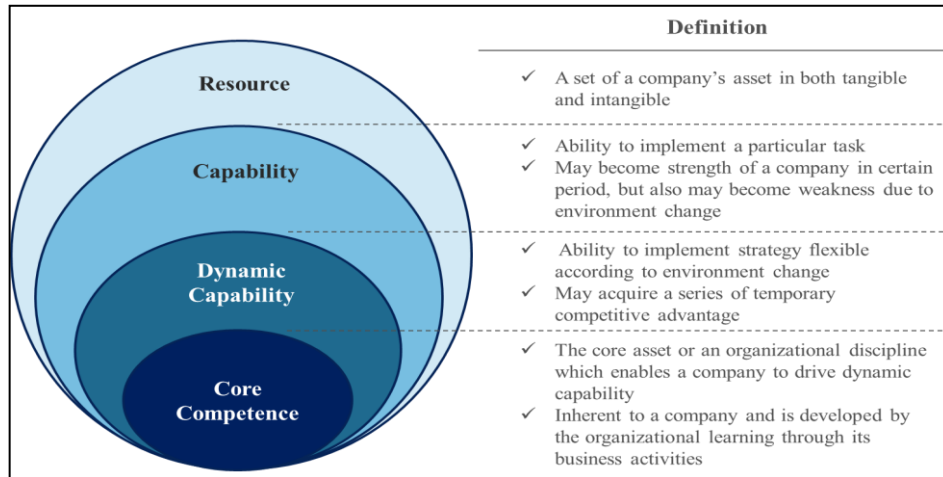 Definition
Resource
✓ A set of a company's asset in both tangible
and intangible
Capability
✓ Ability to implement a particular task
✓ May become strength of a company in certain
period, but also may become weakness due to
environment change
Dynamic
Capability
✓ Ability to implement strategy flexible
according to environment change
✓ May acquire a series of temporary
competitive advantage
Core
Competence
✓ The core asset or an organizational discipline
which enables a company to drive dynamic
capability
✓ Inherent to a company and is developed by
the organizational learning through its
business activities